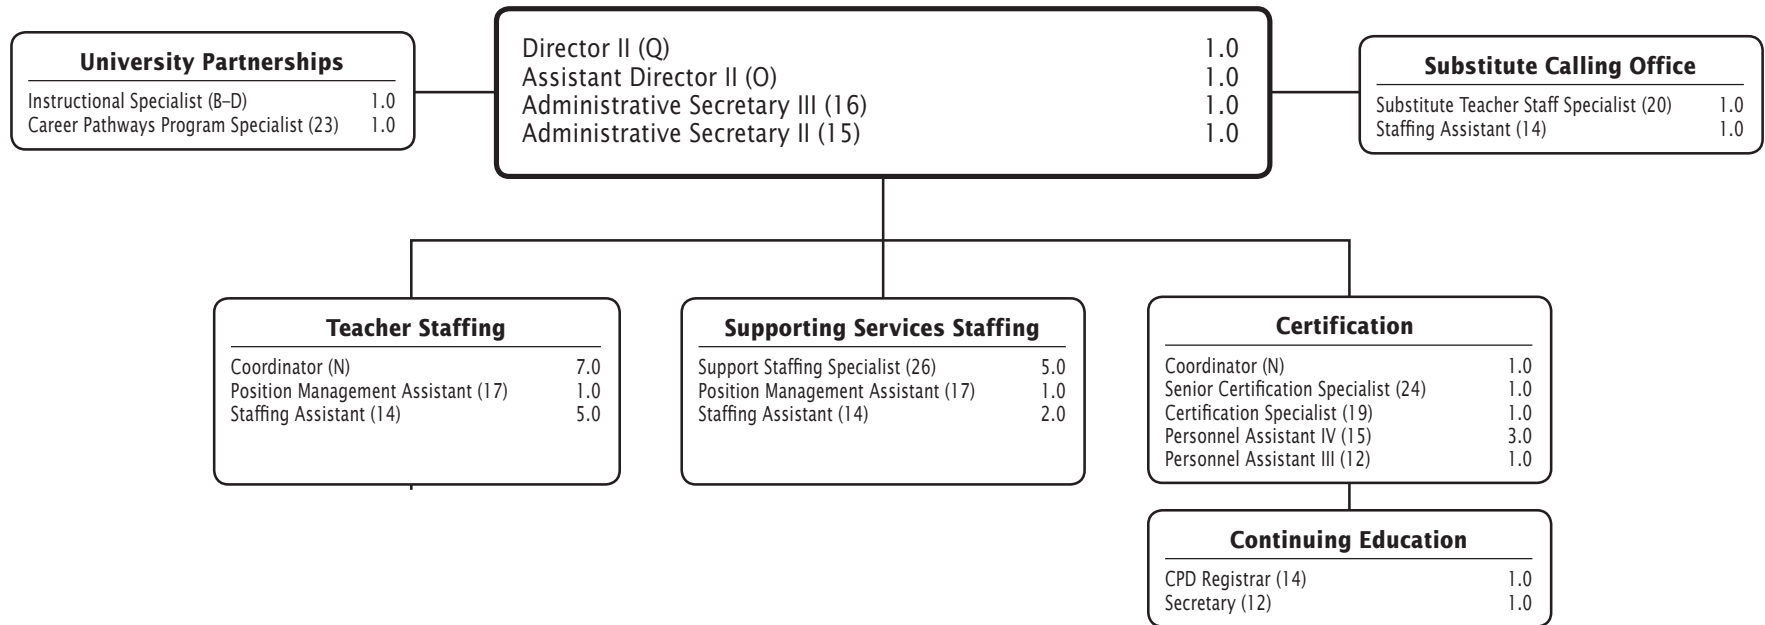 University Partnerships
Instructional Specialist (B–D) 1.0
Career Pathways Program Specialist (23) 1.0
Director II (Q) 1.0
Assistant Director II (O) 1.0
Administrative Secretary III (16) 1.0
Administrative Secretary II (15) 1.0
Substitute Calling Office
Substitute Teacher Staff Specialist (20) 1.0
Staffing Assistant (14) 1.0
Teacher Staffing
Coordinator (N) 7.0
Position Management Assistant (17) 1.0
Staffing Assistant (14) 5.0
Supporting Services Staffing
Support Staffing Specialist (26) 5.0
Position Management Assistant (17) 1.0
Staffing Assistant (14) 2.0
Certification
Coordinator (N) 1.0
Senior Certification Specialist (24) 1.0
Certification Specialist (19) 1.0
Personnel Assistant IV (15) 3.0
Personnel Assistant III (12) 1.0
Continuing Education
CPD Registrar (14) 1.0
Secretary (12) 1.0